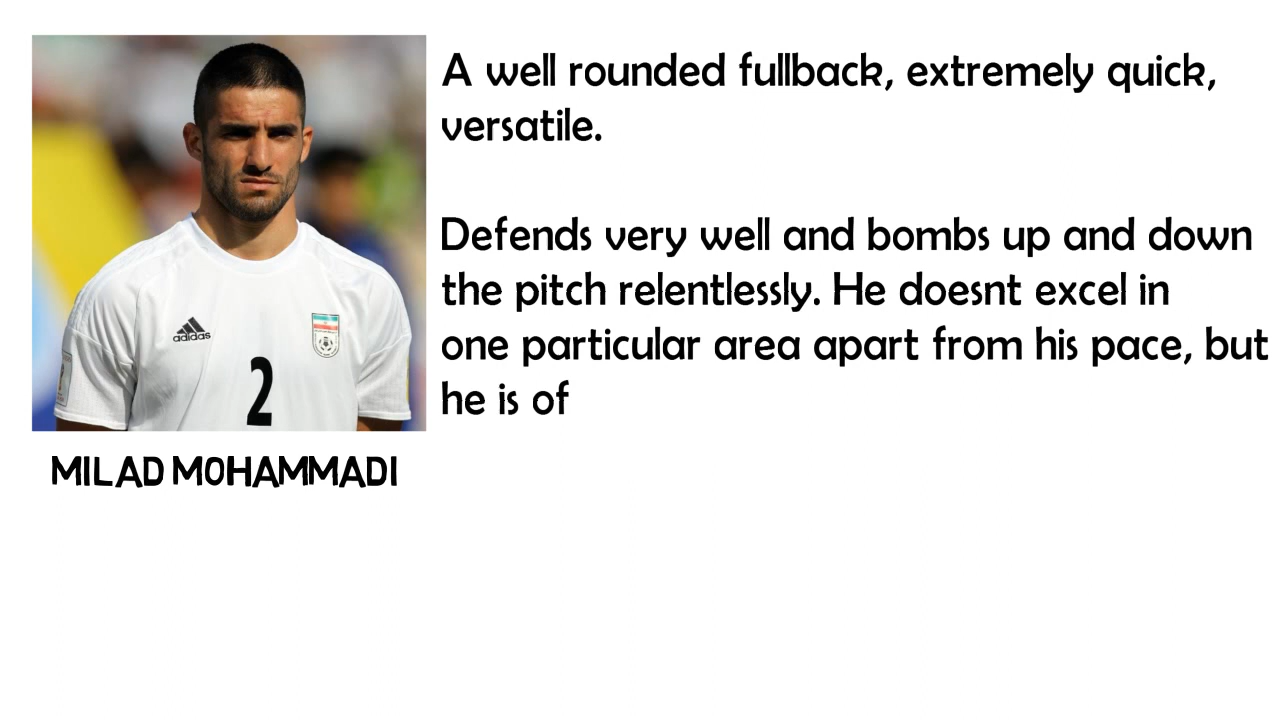 A well rounded fullback, extremely quick,
versatile.
Defends very well and bombs up and down
the pitch relentlessly. He doesnt excel in
one particular area apart from his pace, but
he is of
adidas
2
MILAD MOHAMMADI